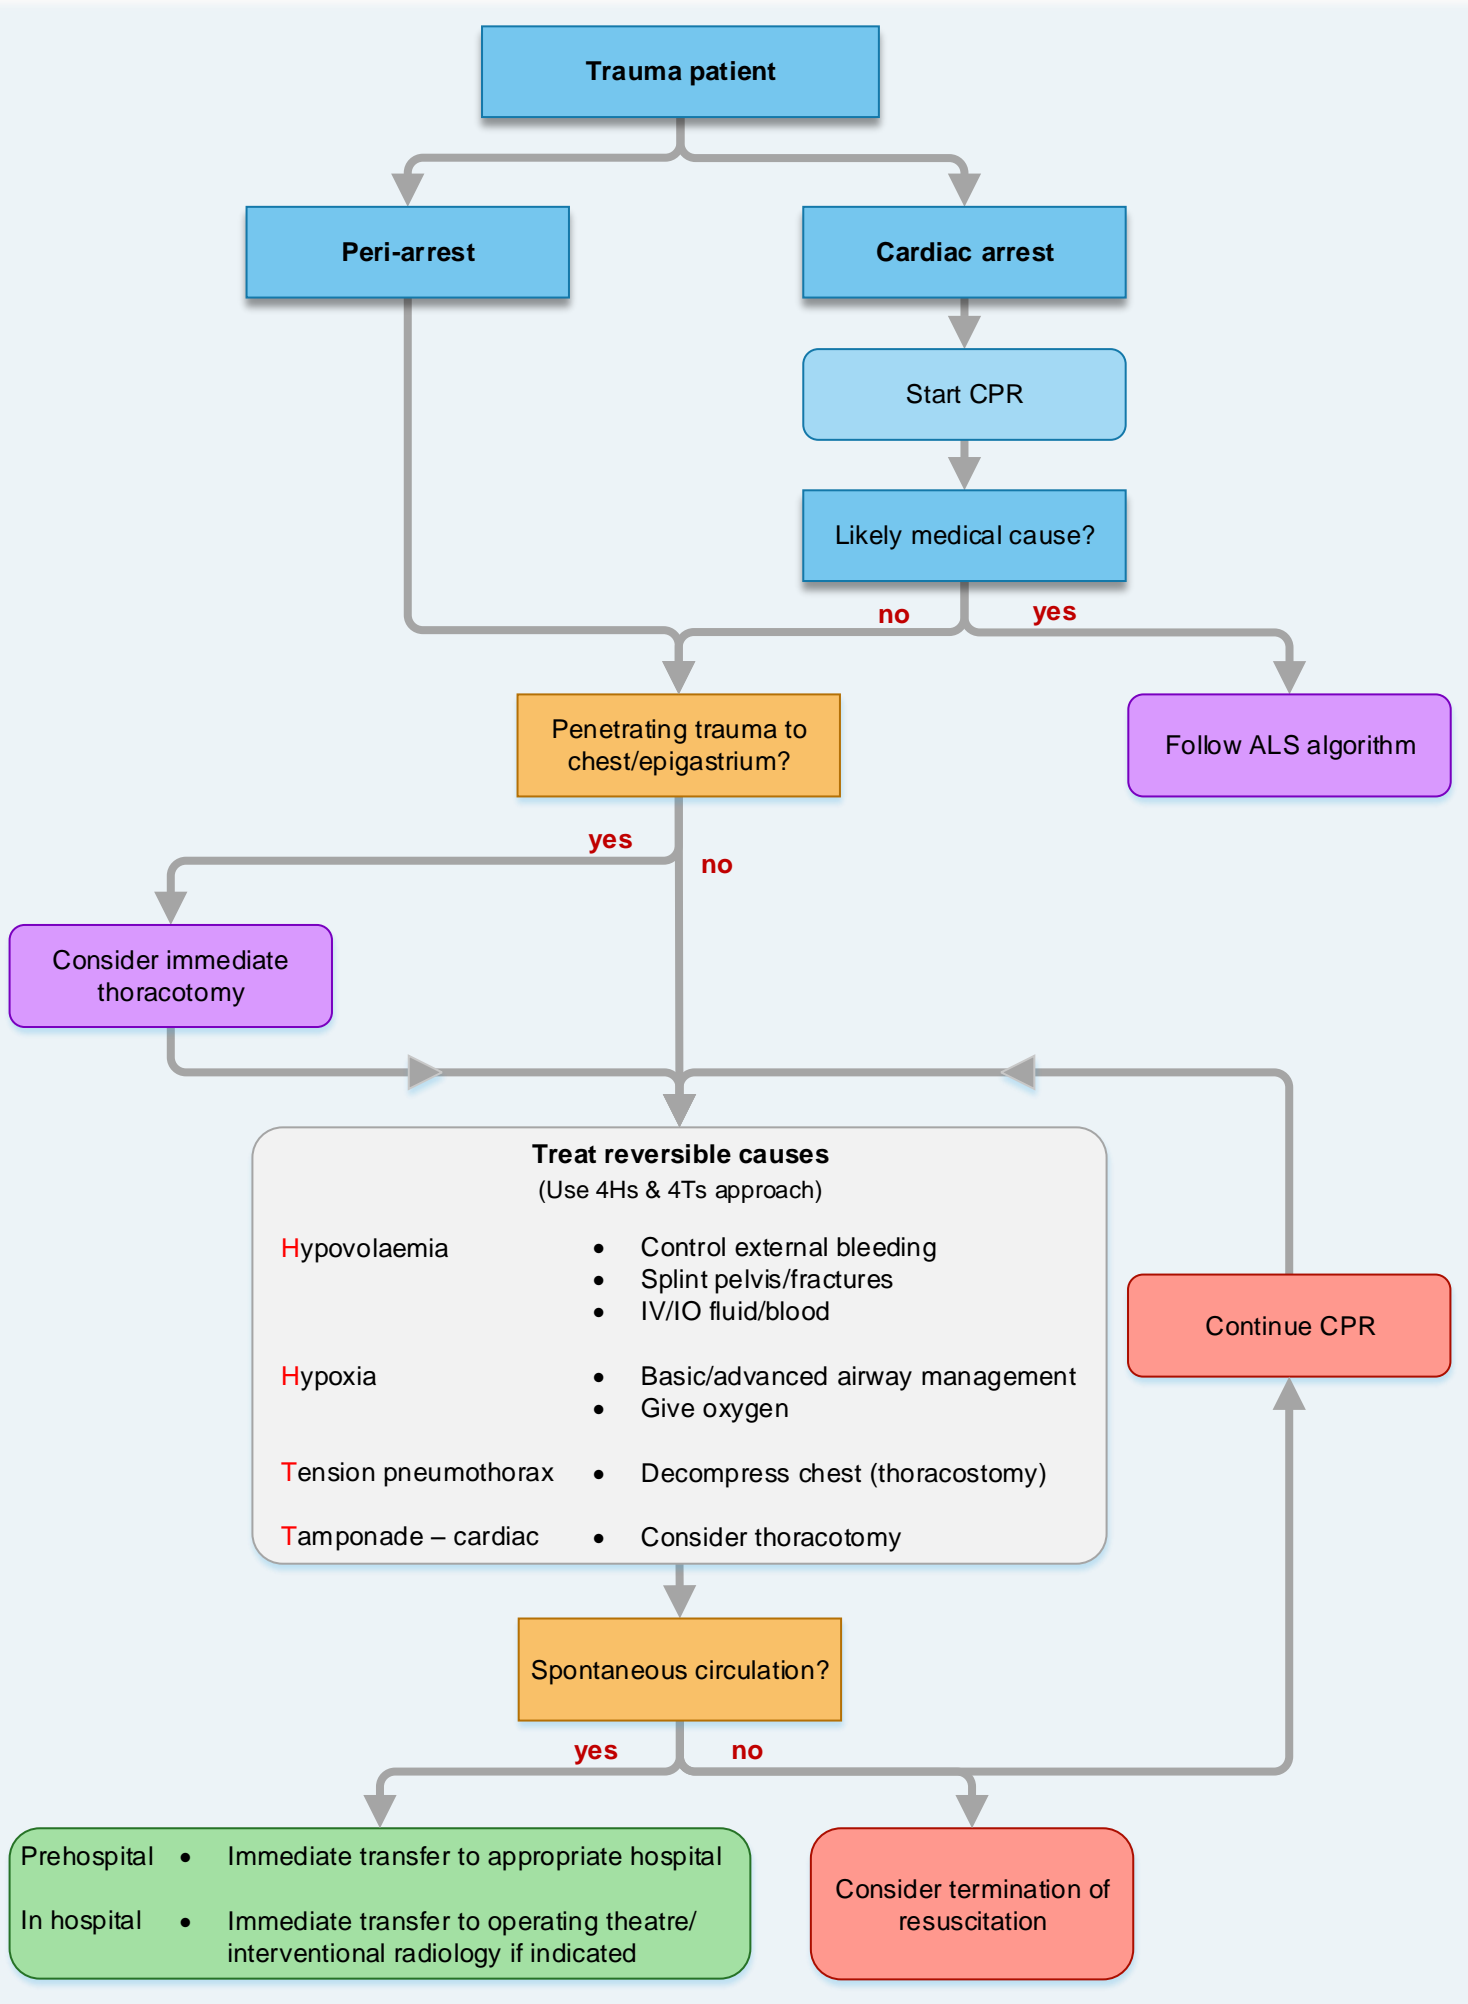 Trauma patient
Peri-arrest
Cardiac arrest
Start CPR
Likely medical cause?
no
yes
Penetrating trauma to
chest/epigastrium?
Follow ALS algorithm
yes
no
Consider immediate
thoracotomy
Treat reversible causes
(Use 4Hs & 4Ts approach)
Hypovolaemia • Control external bleeding
• Splint pelvis/fractures
• IV/IO fluid/blood
Hypoxia • Basic/advanced airway management
• Give oxygen
Tension pneumothorax • Decompress chest (thoracostomy)
Tamponade – cardiac • Consider thoracotomy
Continue CPR
Spontaneous circulation?
yes
no
Prehospital • Immediate transfer to appropriate hospital
In hospital • Immediate transfer to operating theatre/
interventional radiology if indicated
Consider termination of
resuscitation